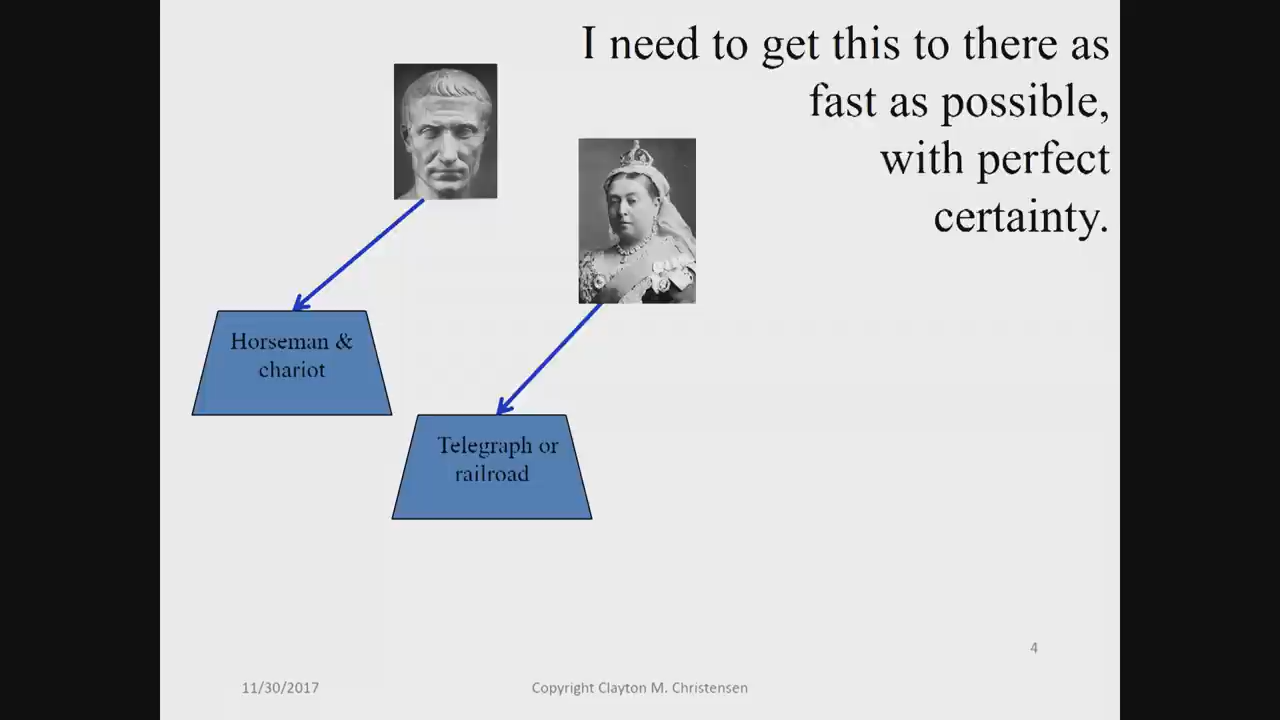 I need to get this to there as
fast as possible,
with perfect
certainty.
Horseman &
chariot
Telegraph or
railroad
4
11/30/2017
Copyright Clayton M. Christensen